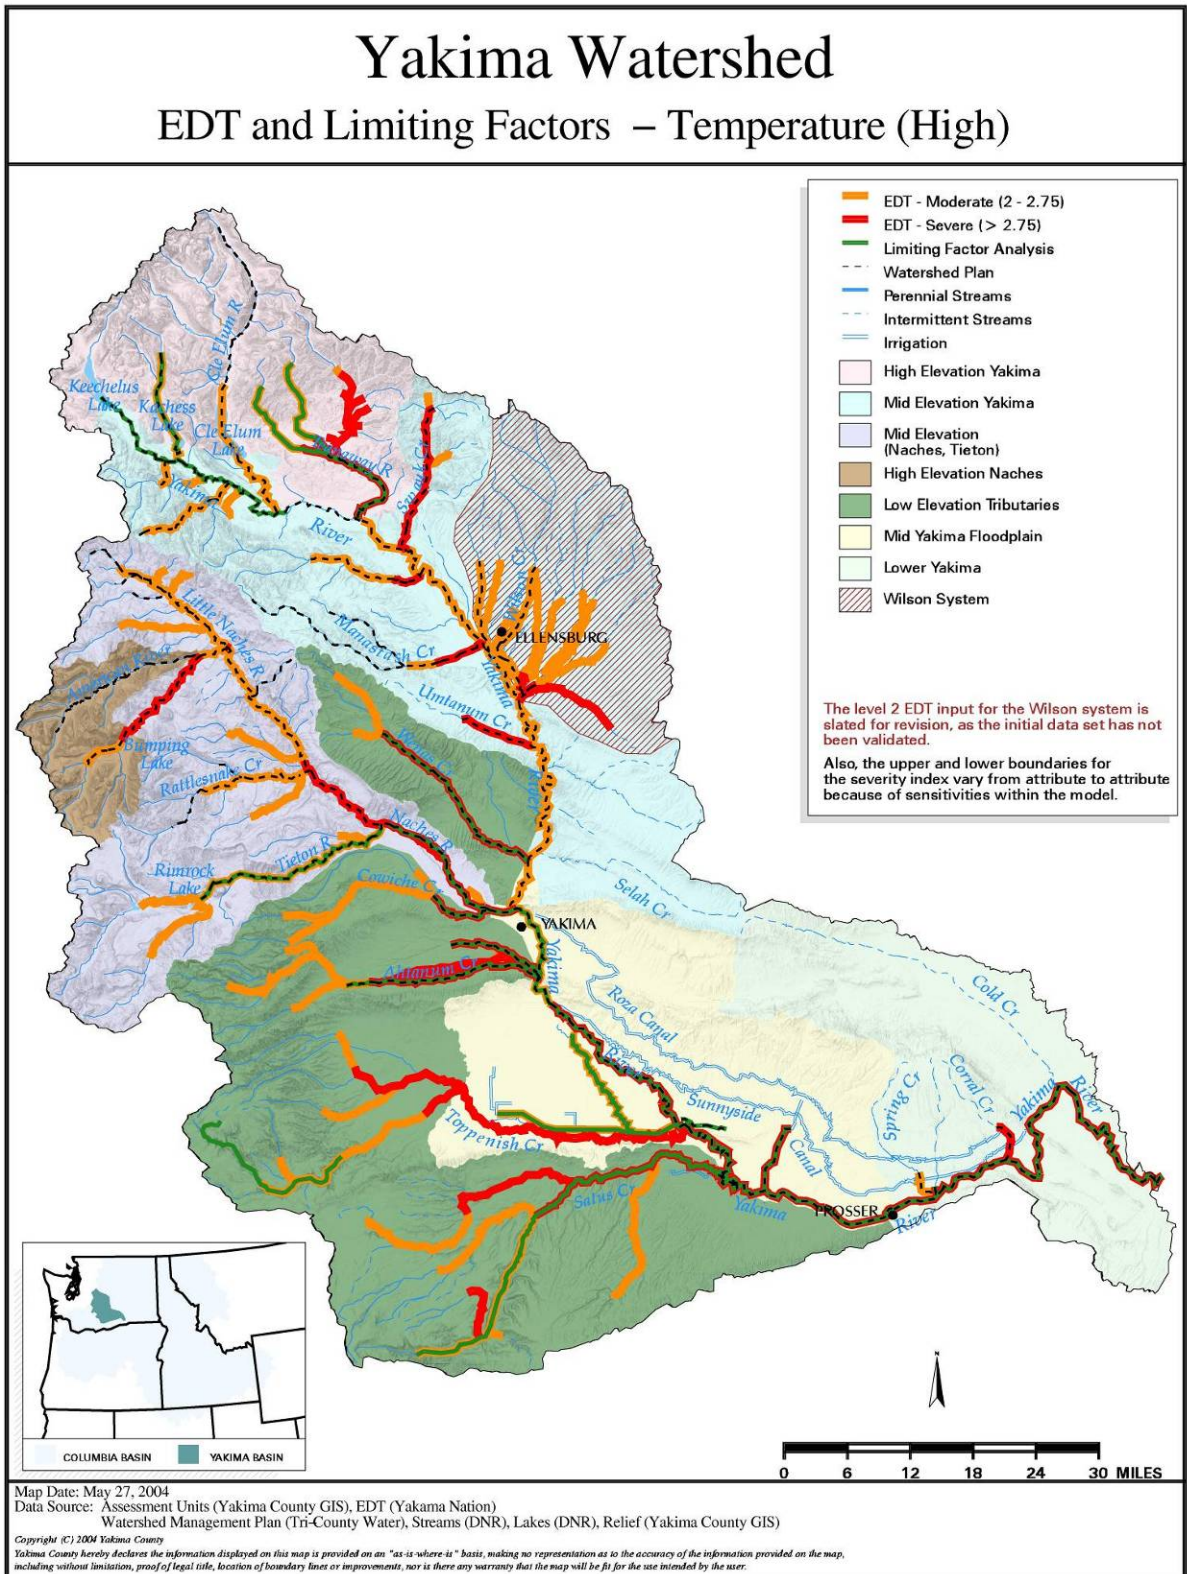 Yakima Watershed
EDT and Limiting Factors – Temperature (High)
EDT - Moderate (2 - 2.75)
EDT - Severe (> 2.75)
Limiting Factor Analysis
Watershed Plan
Perennial Streams
Intermittent Streams
Irrigation
High Elevation Yakima
Mid Elevation Yakima
Mid Elevation
(Naches, Tieton)
High Elevation Naches
Low Elevation Tributaries
Mid Yakima Floodplain
Lower Yakima
Wilson System
The level 2 EDT input for the Wilson system is
slated for revision, as the initial data set has not
been validated.
Also, the upper and lower boundaries for
the severity index vary from attribute to attribute
because of sensitivities within the model.
Cle Elum R
Keechelus
Lake
Kachess
Lake
Cle Elum
Lake
Swauk Cr
Yakima
River
Wilson Cr
Little Naches R
Manastash Cr
ELLENSBURG
Yakima
American River
Umtanum Cr
Bumping
Lake
Wenas Cr
Rattlesnake Cr
River
Naches R
Tieton R
Rimrock
Lake
Cowiche Cr
Selah Cr
YAKIMA
Yakima
Ahtanum Cr
Roza Canal
Cold Cr
River
Sunnyside
Canal
Spring Cr
Corral Cr
Yakima
River
Toppenish Cr
Satus Cr
Yakima
PROSSER
River
COLUMBIA BASIN
YAKIMA BASIN
N
0 6 12 18 24 30 MILES
Map Date: May 27, 2004
Data Source: Assessment Units (Yakima County GIS), EDT (Yakama Nation)
Watershed Management Plan (Tri-County Water), Streams (DNR), Lakes (DNR), Relief (Yakima County GIS)
Copyright (C) 2004 Yakima County
Yakima County hereby declares the information displayed on this map is provided on an "as-is-where-is" basis, making no representation as to the accuracy of the information provided on the map,
including without limitation, proof of legal title, location of boundary lines or improvements, nor is there any warranty that the map will be fit for the use intended by the user.